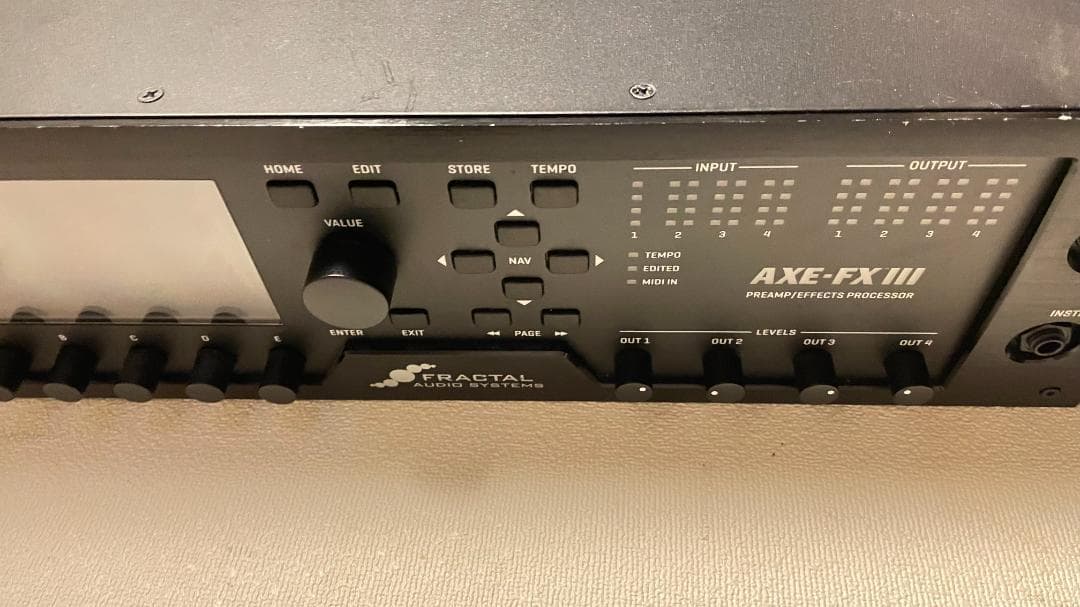 HOME EDIT STORE TEMPO
VALUE
NAV
ENTER EXIT PAGE
B C D E
FRACTAL
AUDIO SYSTEMS
INPUT
1 2 3 4
OUTPUT
1 2 3 4
TEMPO
EDITED
MIDI IN
AXE-FX III
PREAMP/EFFECTS PROCESSOR
LEVELS
OUT 1 OUT 2 OUT 3 OUT 4
INST